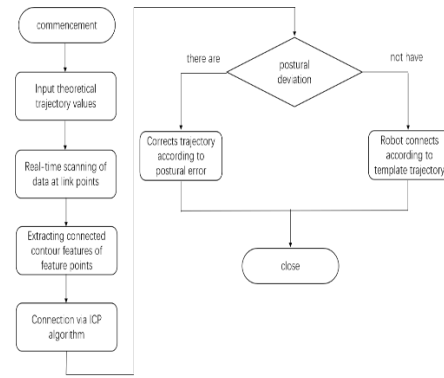 commencement
Input theoretical
trajectory values
Real-time scanning of
data at link points
Extracting connected
contour features of
feature points
Connection via ICP
algorithm
postural
deviation
there are
not have
Corrects trajectory
according to
postural error
Robot connects
according to
template trajectory
close